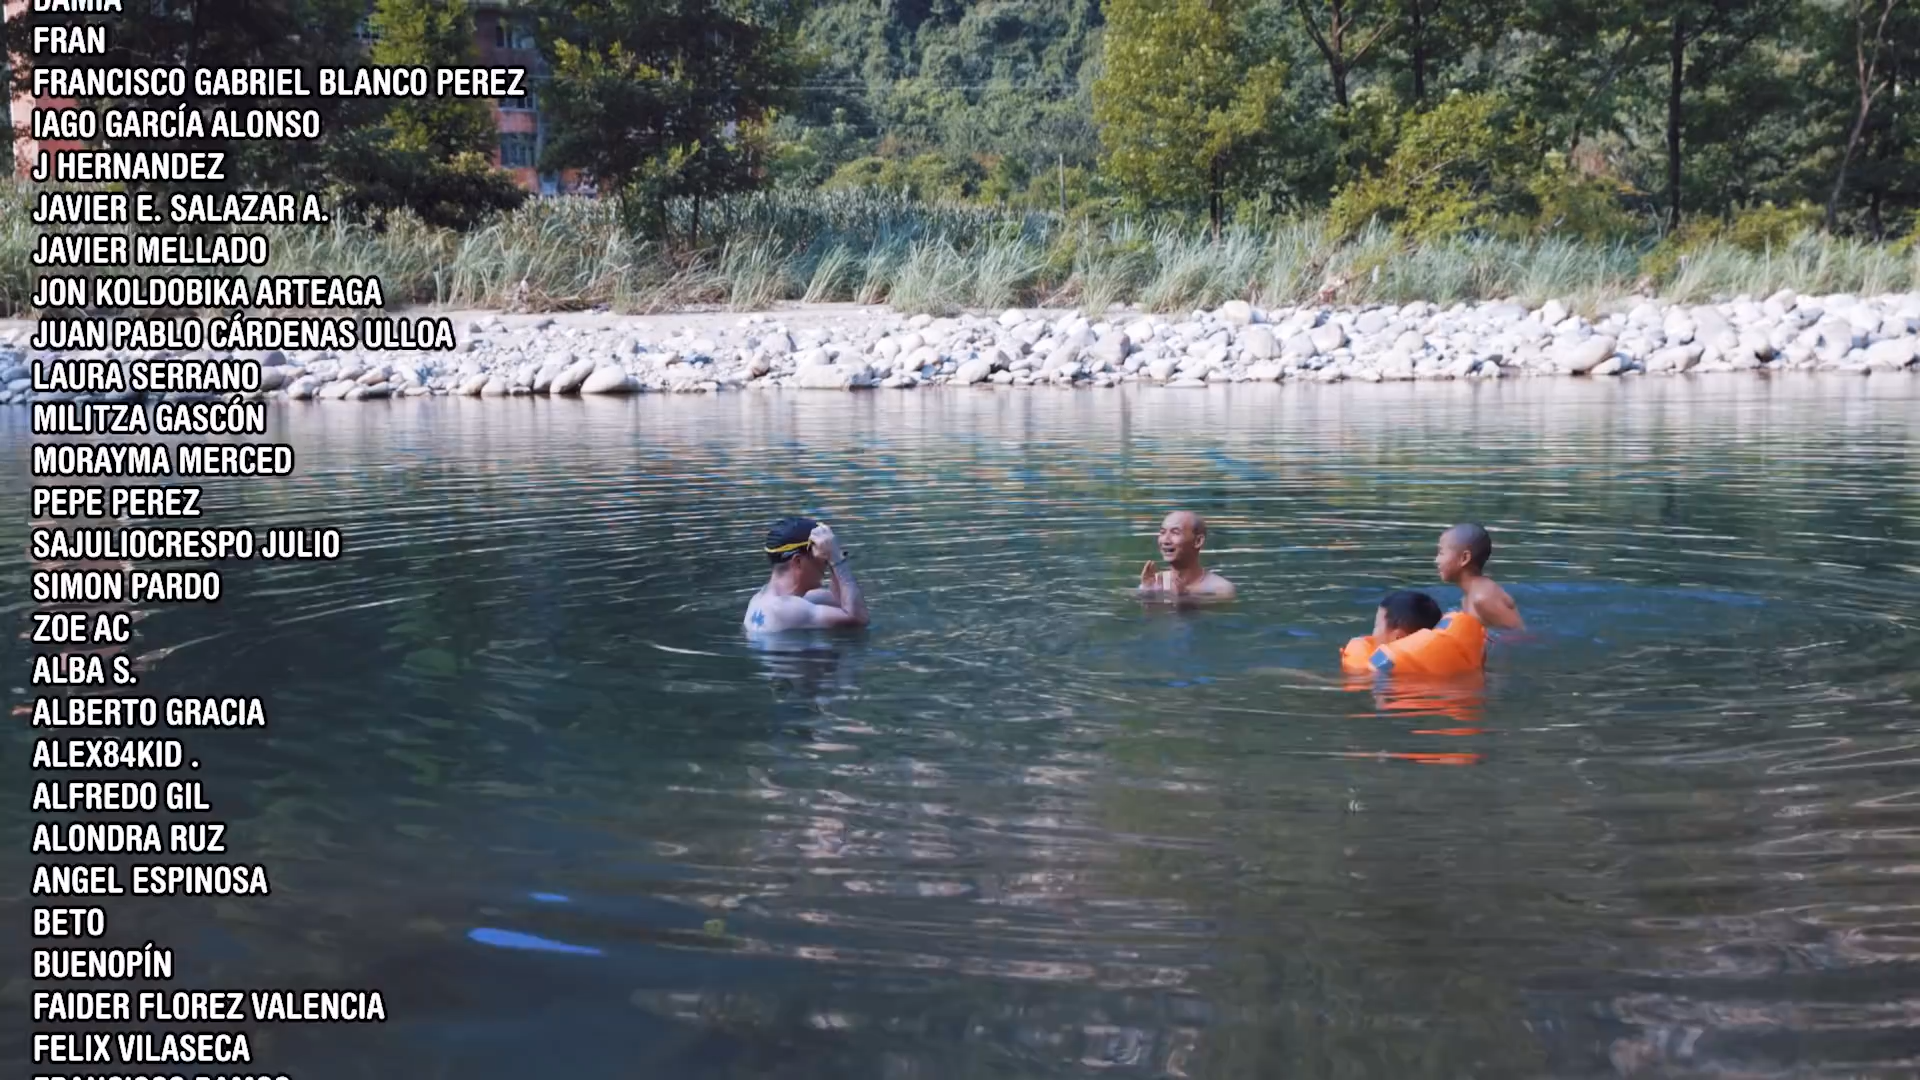 DAMIA
FRAN
FRANCISCO GABRIEL BLANCO PEREZ
IAGO GARCÍA ALONSO
J HERNANDEZ
JAVIER E. SALAZAR A.
JAVIER MELLADO
JON KOLDOBIKA ARTEAGA
JUAN PABLO CÁRDENAS ULLOA
LAURA SERRANO
MILITZA GASCÓN
MORAYMA MERCED
PEPE PEREZ
SAJULIOCRESPO JULIO
SIMON PARDO
ZOE AC
ALBA S.
ALBERTO GRACIA
ALEX84KID .
ALFREDO GIL
ALONDRA RUZ
ANGEL ESPINOSA
BETO
BUENOPÍN
FAIDER FLOREZ VALENCIA
FELIX VILASECA